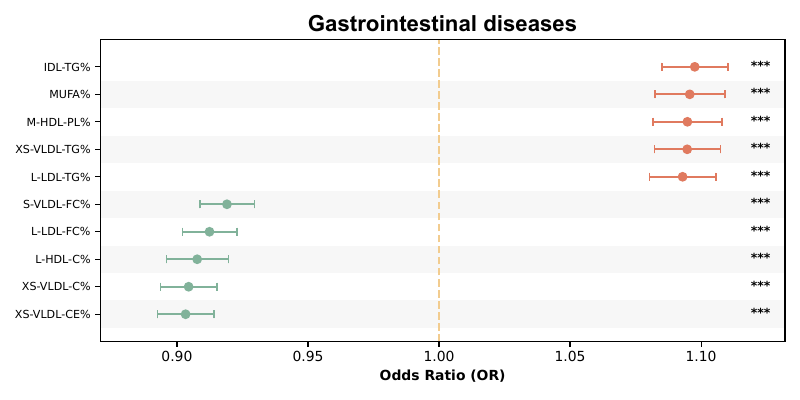 Gastrointestinal diseases
IDL-TG% ***
MUFA% ***
M-HDL-PL% ***
XS-VLDL-TG% ***
L-LDL-TG% ***
S-VLDL-FC% ***
L-LDL-FC% ***
L-HDL-C% ***
XS-VLDL-C% ***
XS-VLDL-CE% ***
0.90 0.95 1.00 1.05 1.10
Odds Ratio (OR)